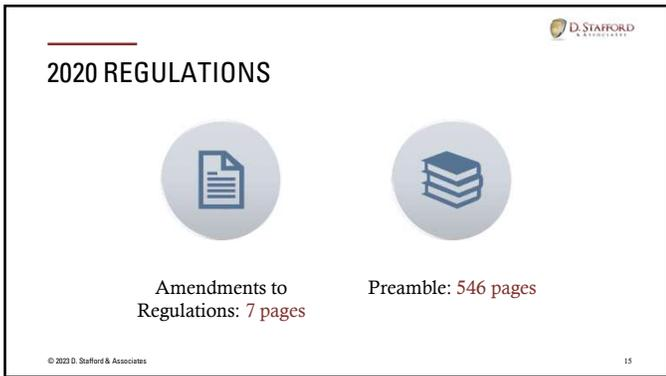 D. STAFFORD
& ASSOCIATES
2020 REGULATIONS
Amendments to
Regulations: 7 pages
Preamble: 546 pages
© 2023 D. Stafford & Associates
15